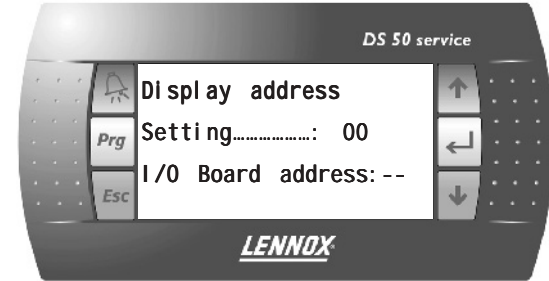 DS 50 service
Display address
Prg
Setting………………: 00
I/O Board address:--
Esc
LENNOX